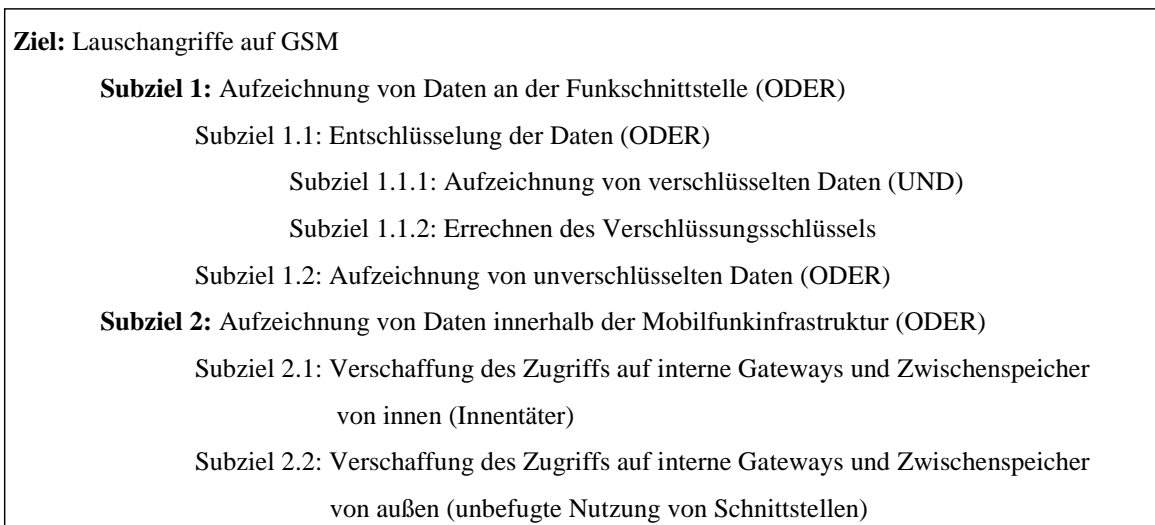 Ziel: Lauschangriffe auf GSM
Subziel 1: Aufzeichnung von Daten an der Funkschnittstelle (ODER)
Subziel 1.1: Entschlüsselung der Daten (ODER)
Subziel 1.1.1: Aufzeichnung von verschlüsselten Daten (UND)
Subziel 1.1.2: Errechnen des Verschlüssungsschlüssels
Subziel 1.2: Aufzeichnung von unverschlüsselten Daten (ODER)
Subziel 2: Aufzeichnung von Daten innerhalb der Mobilfunkinfrastruktur (ODER)
Subziel 2.1: Verschaffung des Zugriffs auf interne Gateways und Zwischenspeicher
von innen (Innentäter)
Subziel 2.2: Verschaffung des Zugriffs auf interne Gateways und Zwischenspeicher
von außen (unbefugte Nutzung von Schnittstellen)